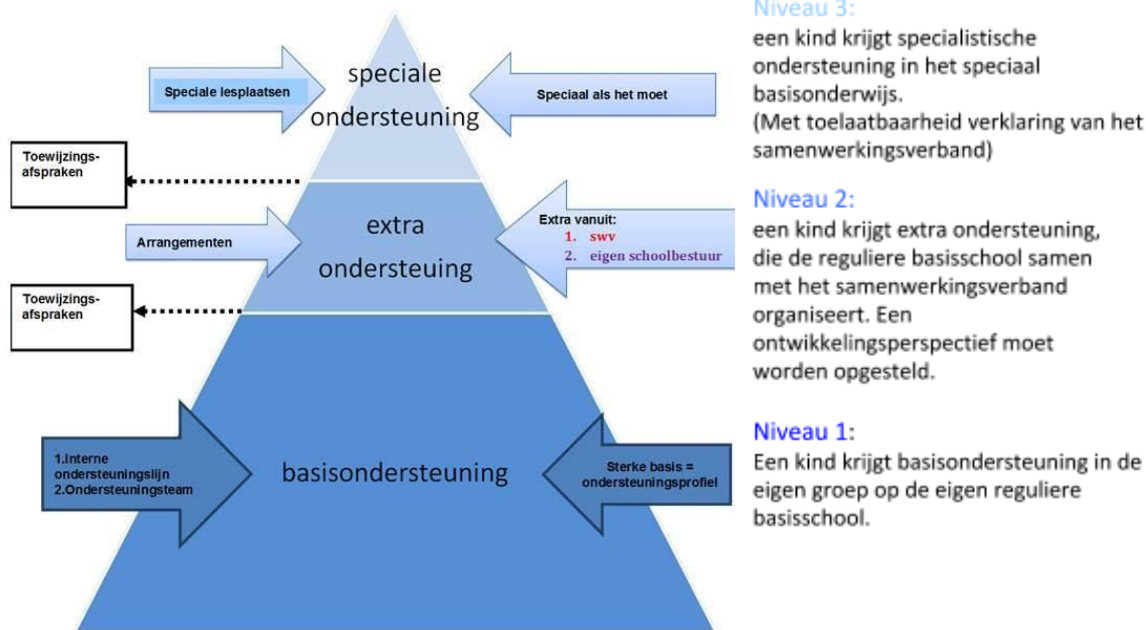 speciale
ondersteuning
Speciale lesplaatsen
Speciaal als het moet
Toewijzings-
afspraken
extra
ondersteuing
Arrangementen
Extra vanuit:
1. swv
2. eigen schoolbestuur
Toewijzings-
afspraken
basisondersteuning
1.Interne
ondersteuningslijn
2.Ondersteuningsteam
Sterke basis =
ondersteuningsprofiel
Niveau 3:
een kind krijgt specialistische
ondersteuning in het speciaal
basisonderwijs.
(Met toelaatbaarheid verklaring van het
samenwerkingsverband)
Niveau 2:
een kind krijgt extra ondersteuning,
die de reguliere basisschool samen
met het samenwerkingsverband
organiseert. Een
ontwikkelingsperspectief moet
worden opgesteld.
Niveau 1:
Een kind krijgt basisondersteuning in de
eigen groep op de eigen reguliere
basisschool.